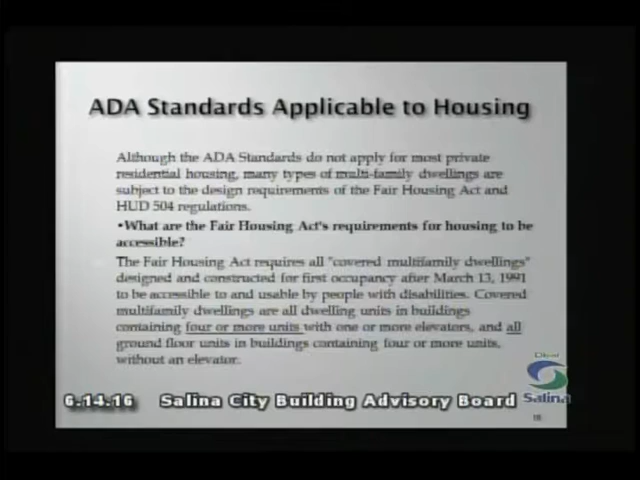 ADA Standards Applicable to Housing
Although the ADA Standards do not apply for most private
residential housing, many types of multi-family dwellings are
subject to the design requirements of the Fair Housing Act and
HUD 504 regulations.
•What are the Fair Housing Act's requirements for housing to be
accessible?
The Fair Housing Act requires all "covered multifamily dwellings"
designed and constructed for first occupancy after March 13, 1991
to be accessible to and usable by people with disabilities. Covered
multifamily dwellings are all dwelling units in buildings
containing four or more units with one or more elevators, and all
ground floor units in buildings containing four or more units,
without an elevator.
City of
Salina
6.14.16 Salina City Building Advisory Board